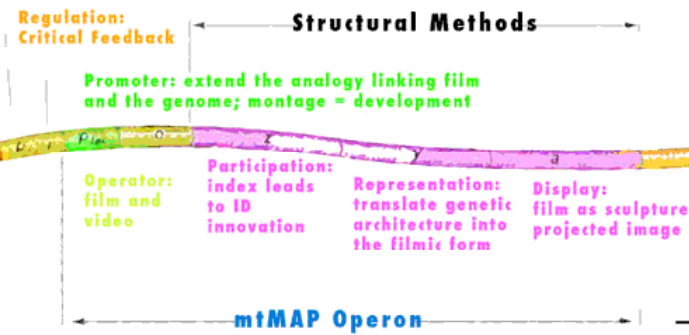 Regulation:
Critical Feedback
Structural Methods
Promoter: extend the analogy linking film
and the genome; montage = development
Operator:
film and
video
Participation:
index leads
to ID
innovation
Representation:
translate genetic
architecture into
the filmic form
Display:
film as sculpture
projected image
mtMAP Operon